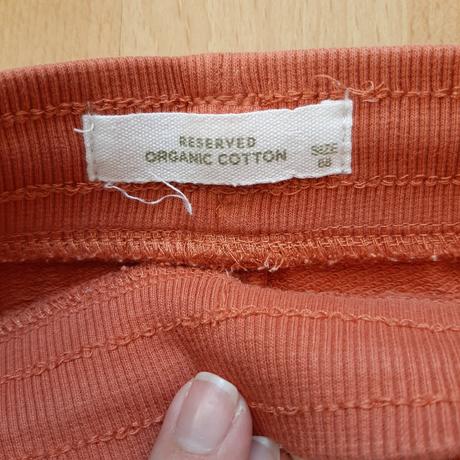 RESERVED
ORGANIC COTTON
SIZE
68